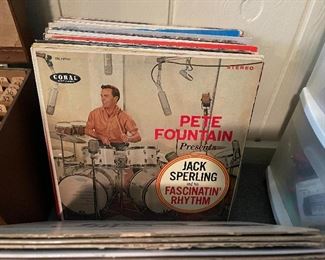 CORAL
STEREO
PETE
FOUNTAIN
Presents
JACK
SPERLING
and his
FASCINATIN'
RHYTHM